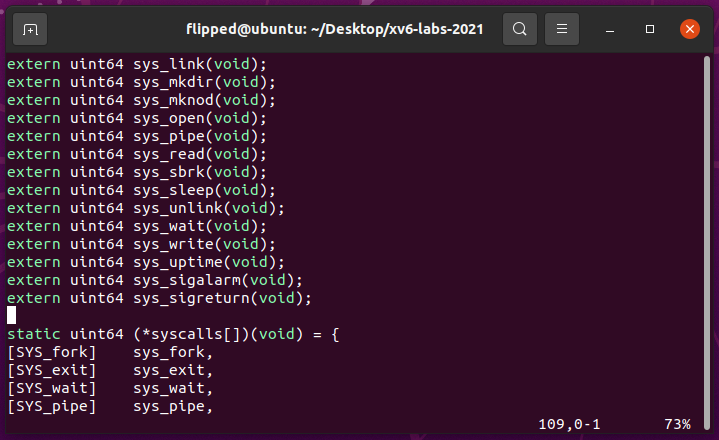 flipped@ubuntu: ~/Desktop/xv6-labs-2021
extern uint64 sys_link(void);
extern uint64 sys_mkdir(void);
extern uint64 sys_mknod(void);
extern uint64 sys_open(void);
extern uint64 sys_pipe(void);
extern uint64 sys_read(void);
extern uint64 sys_sbrk(void);
extern uint64 sys_sleep(void);
extern uint64 sys_unlink(void);
extern uint64 sys_wait(void);
extern uint64 sys_write(void);
extern uint64 sys_uptime(void);
extern uint64 sys_sigalarm(void);
extern uint64 sys_sigreturn(void);
static uint64 (*syscalls[])(void) = {
[SYS_fork]    sys_fork,
[SYS_exit]    sys_exit,
[SYS_wait]    sys_wait,
[SYS_pipe]    sys_pipe,
109,0-1       73%